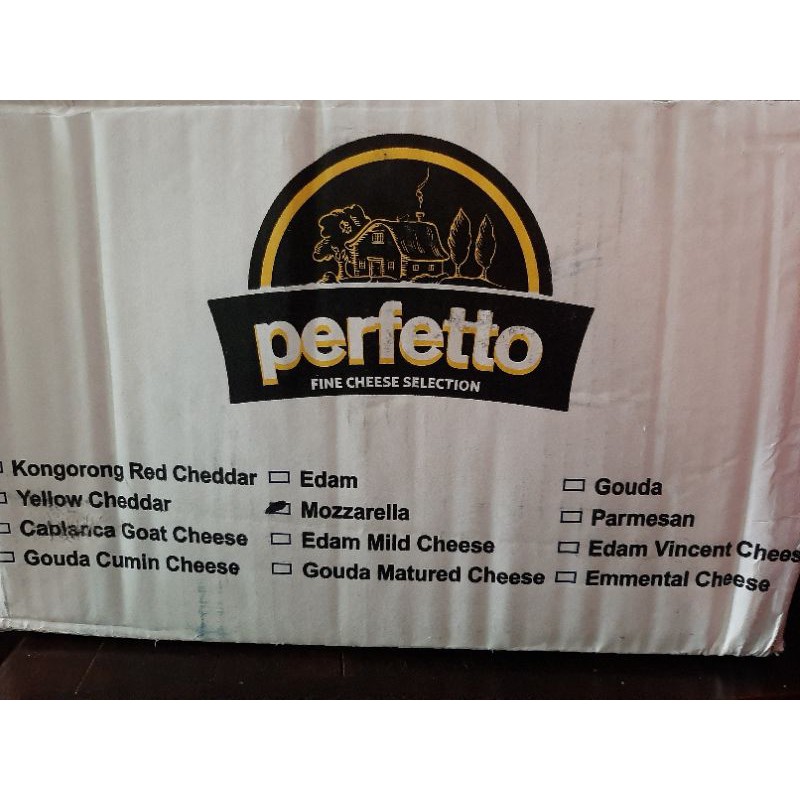 perfetto
FINE CHEESE SELECTION
Kongorong Red Cheddar
Yellow Cheddar
Cablanca Goat Cheese
Gouda Cumin Cheese
Edam
Mozzarella
Edam Mild Cheese
Gouda Matured Cheese
Gouda
Parmesan
Edam Vincent Chees
Emmental Cheese